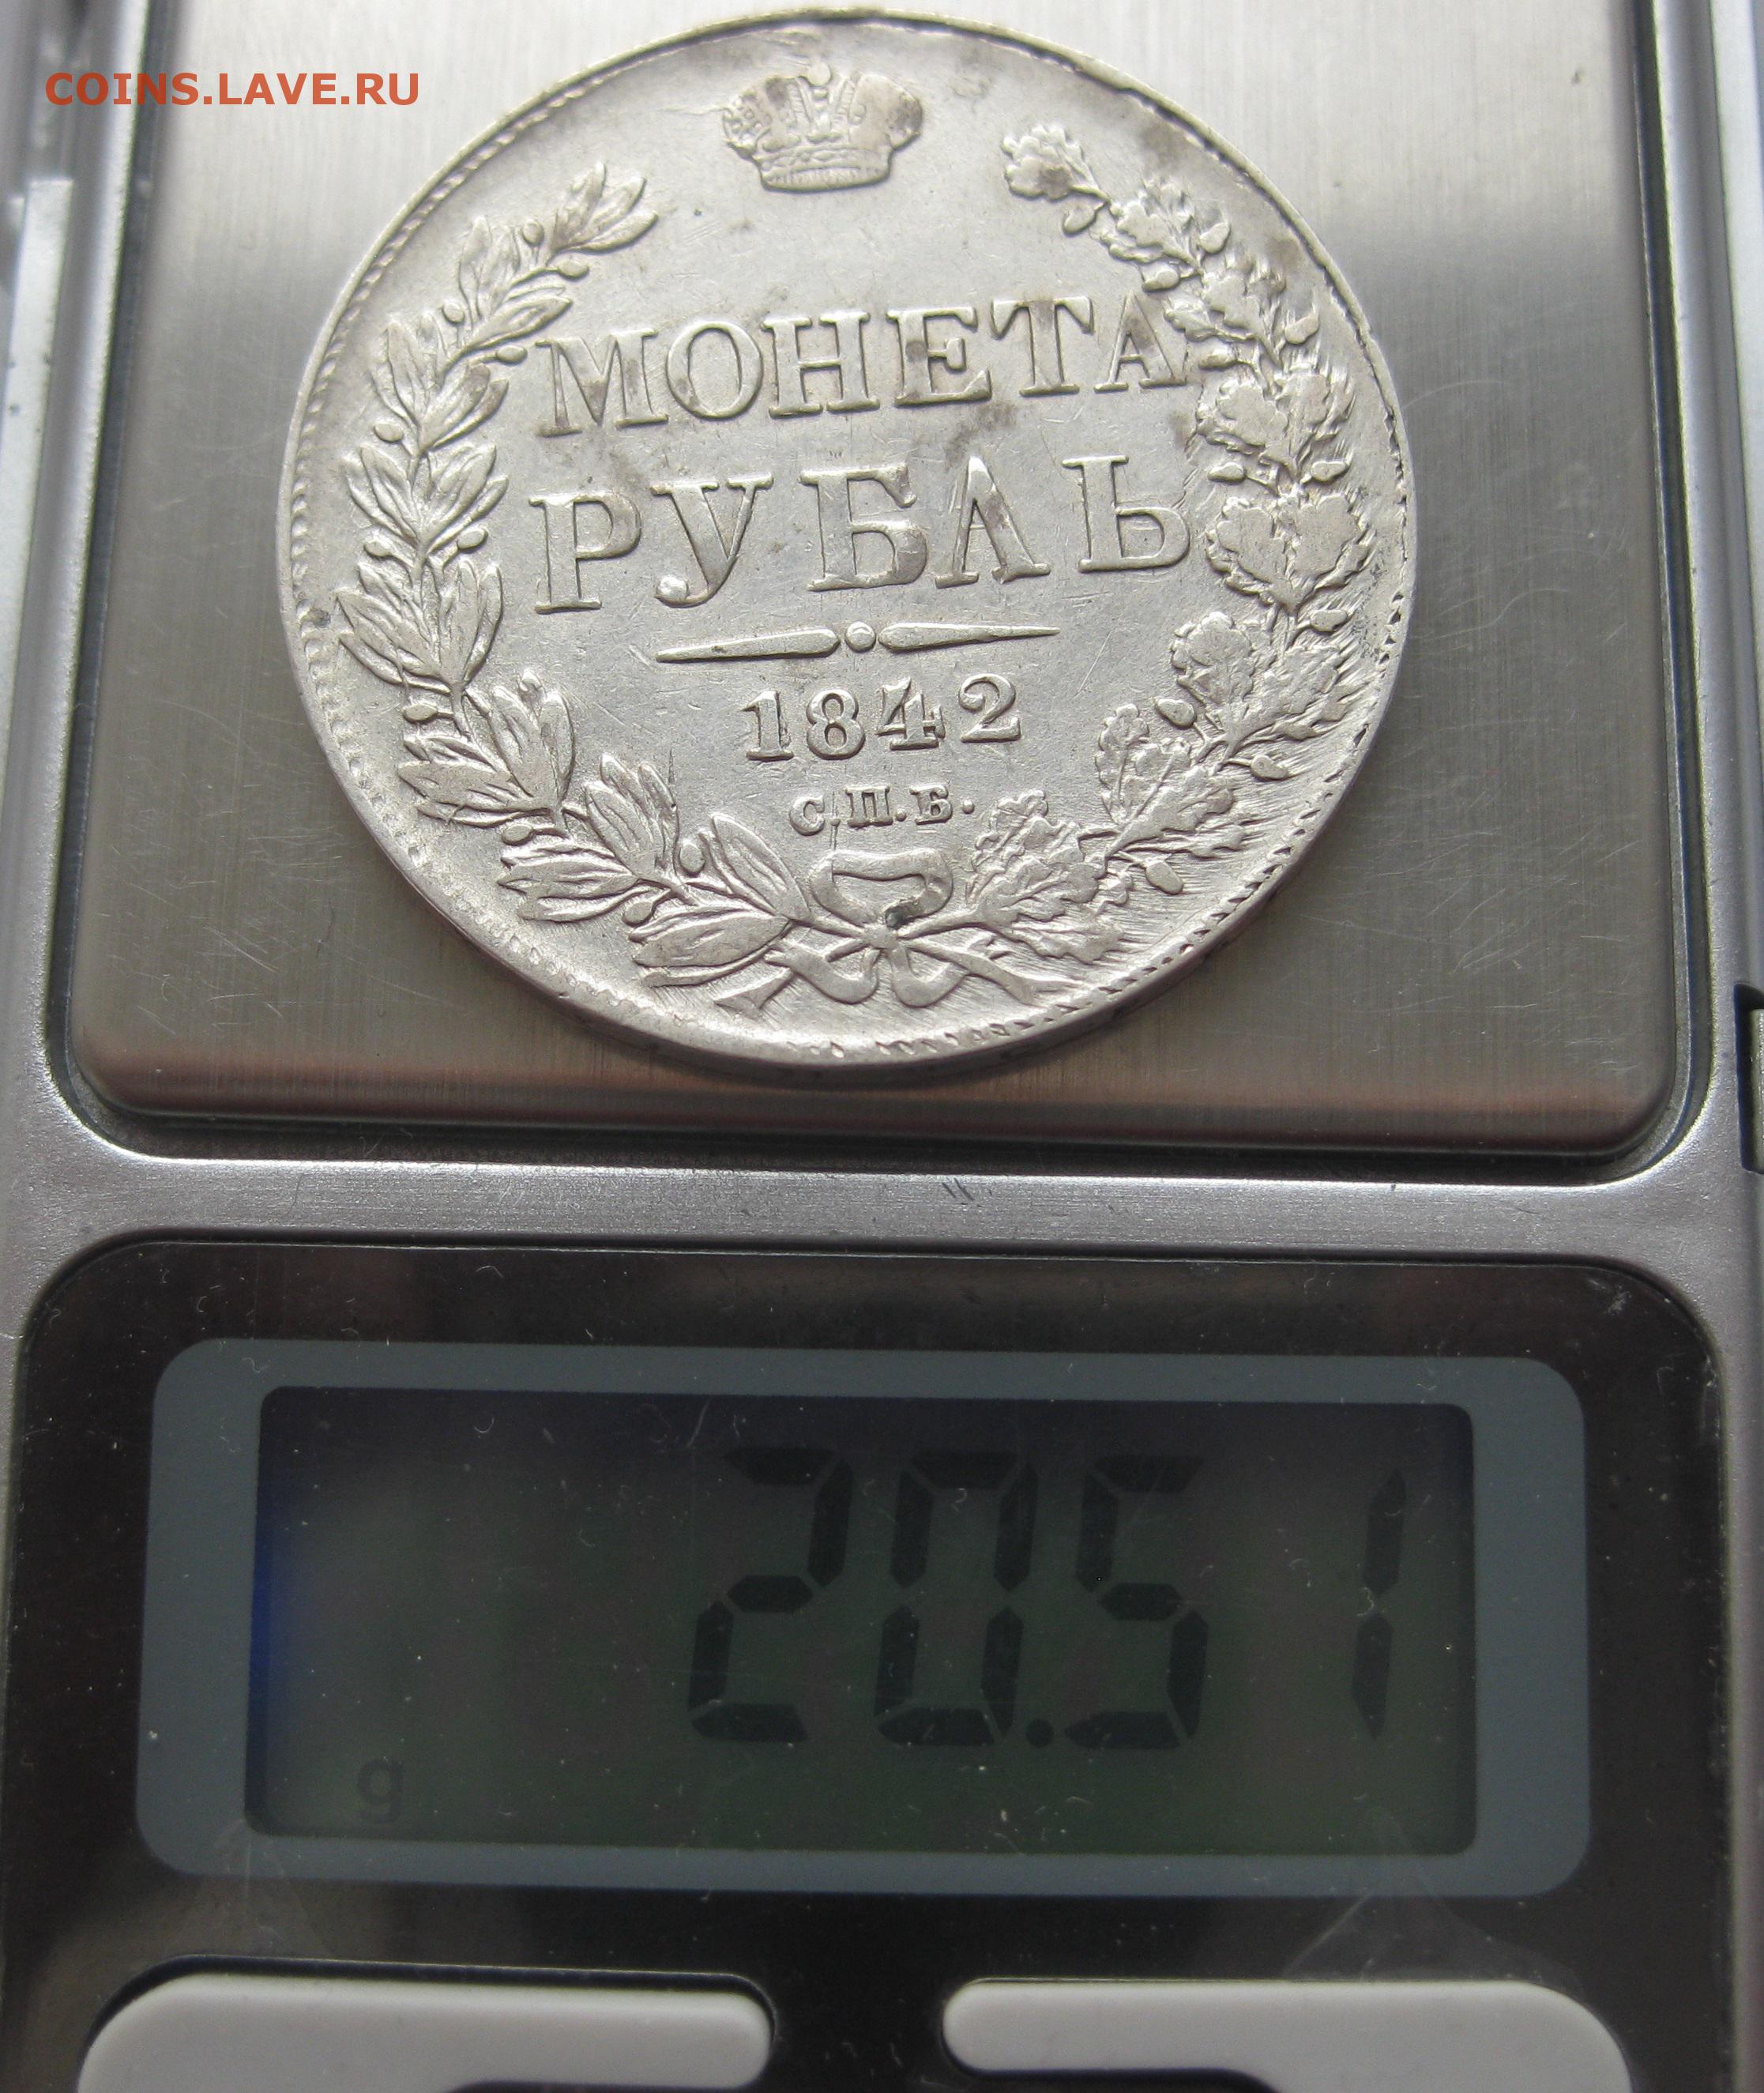 COINS.LAVE.RU
МОНЕТА
РУБЛЬ
1842
С.П.Б.
20.51
g